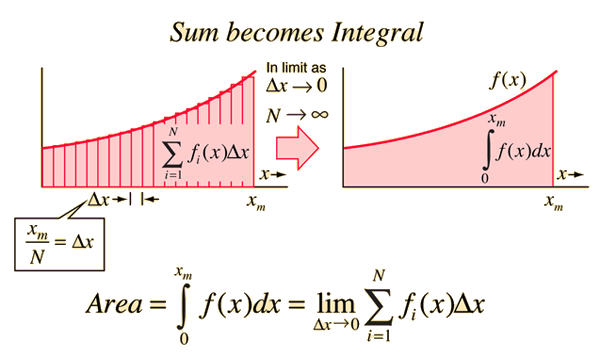 Sum becomes Integral
In limit as
Δx → 0
N → ∞
N
∑ fᵢ(x)Δx
i=1
x→
xₘ
Δx→| |←
xₘ/N = Δx
f(x)
xₘ
∫ f(x)dx
0
x→
xₘ
Area = ∫₀^xₘ f(x)dx = lim Δx→0 ∑ᵢ₌₁^N fᵢ(x)Δx